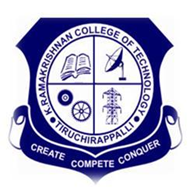 K.RAMAKRISHNAN COLLEGE OF TECHNOLOGY
TIRUCHIRAPPALLI
CREATE COMPETE CONQUER